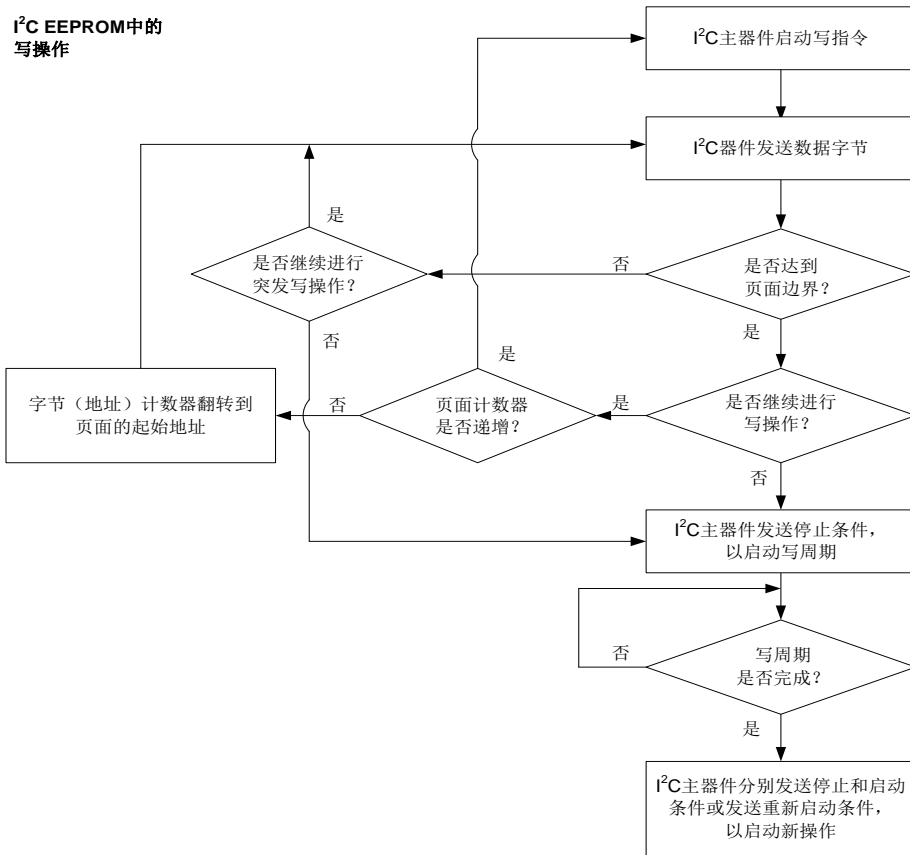 I²C EEPROM中的
写操作
I²C主器件启动写指令
I²C器件发送数据字节
是
是否继续进行
突发写操作？
否
是否达到
页面边界？
否
是
是
字节（地址）计数器翻转到
页面的起始地址
否
页面计数器
是否递增？
是
是否继续进行
写操作？
否
I²C主器件发送停止条件，
以启动写周期
否
写周期
是否完成？
是
I²C主器件分别发送停止和启动
条件或发送重新启动条件，
以启动新操作